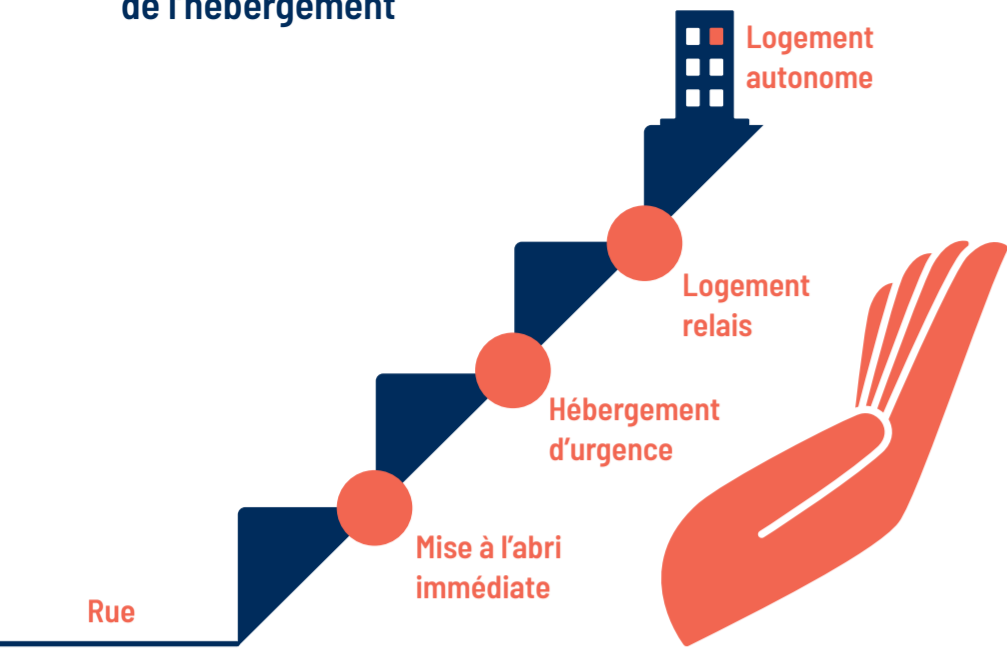 de l'hébergement
Logement
autonome
Logement
relais
Hébergement
d'urgence
Mise à l'abri
immédiate
Rue